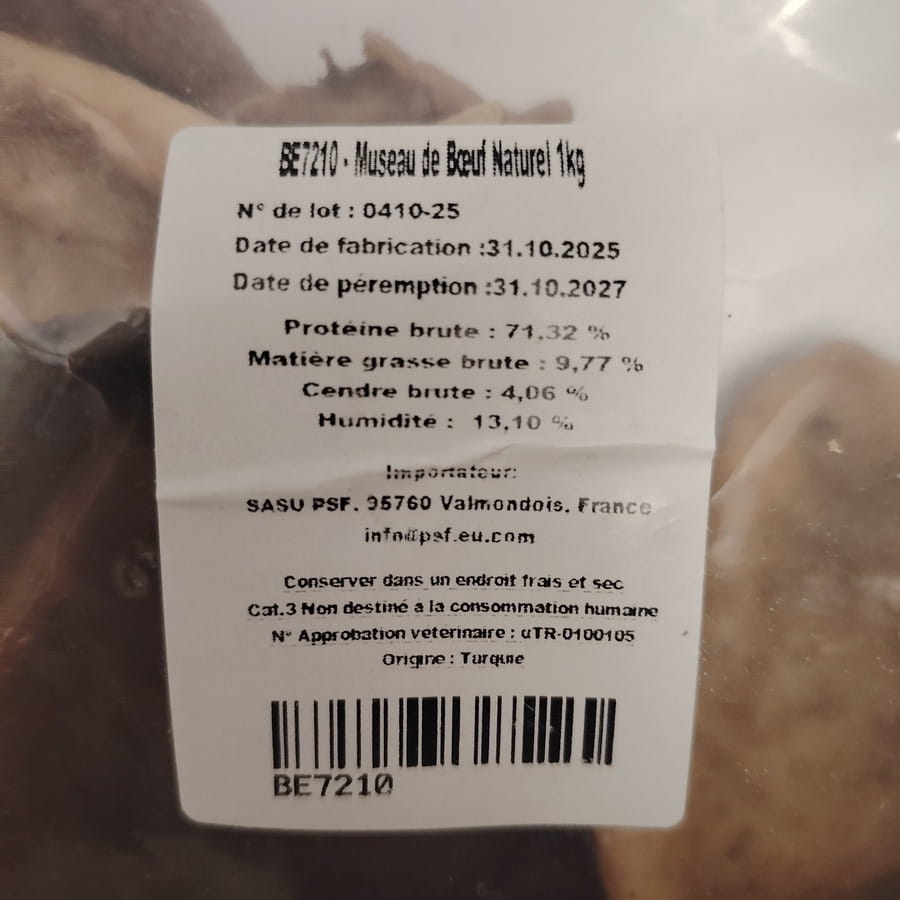 BE7210 - Museau de Bœuf Naturel 1kg
N° de lot : 0410-25
Date de fabrication :31.10.2025
Date de péremption :31.10.2027
Protéine brute : 71,32 %
Matière grasse brute : 9,77 %
Cendre brute : 4,06 %
Humidité : 13,10 %
Importateur:
SASU PSF. 95760 Valmondois. France
info@psf.eu.com
Conserver dans un endroit frais et sec
Cat.3 Non destiné à la consommation humaine
N° Approbation veterinaire : αTR-0100105
Origine : Turquie
BE7210